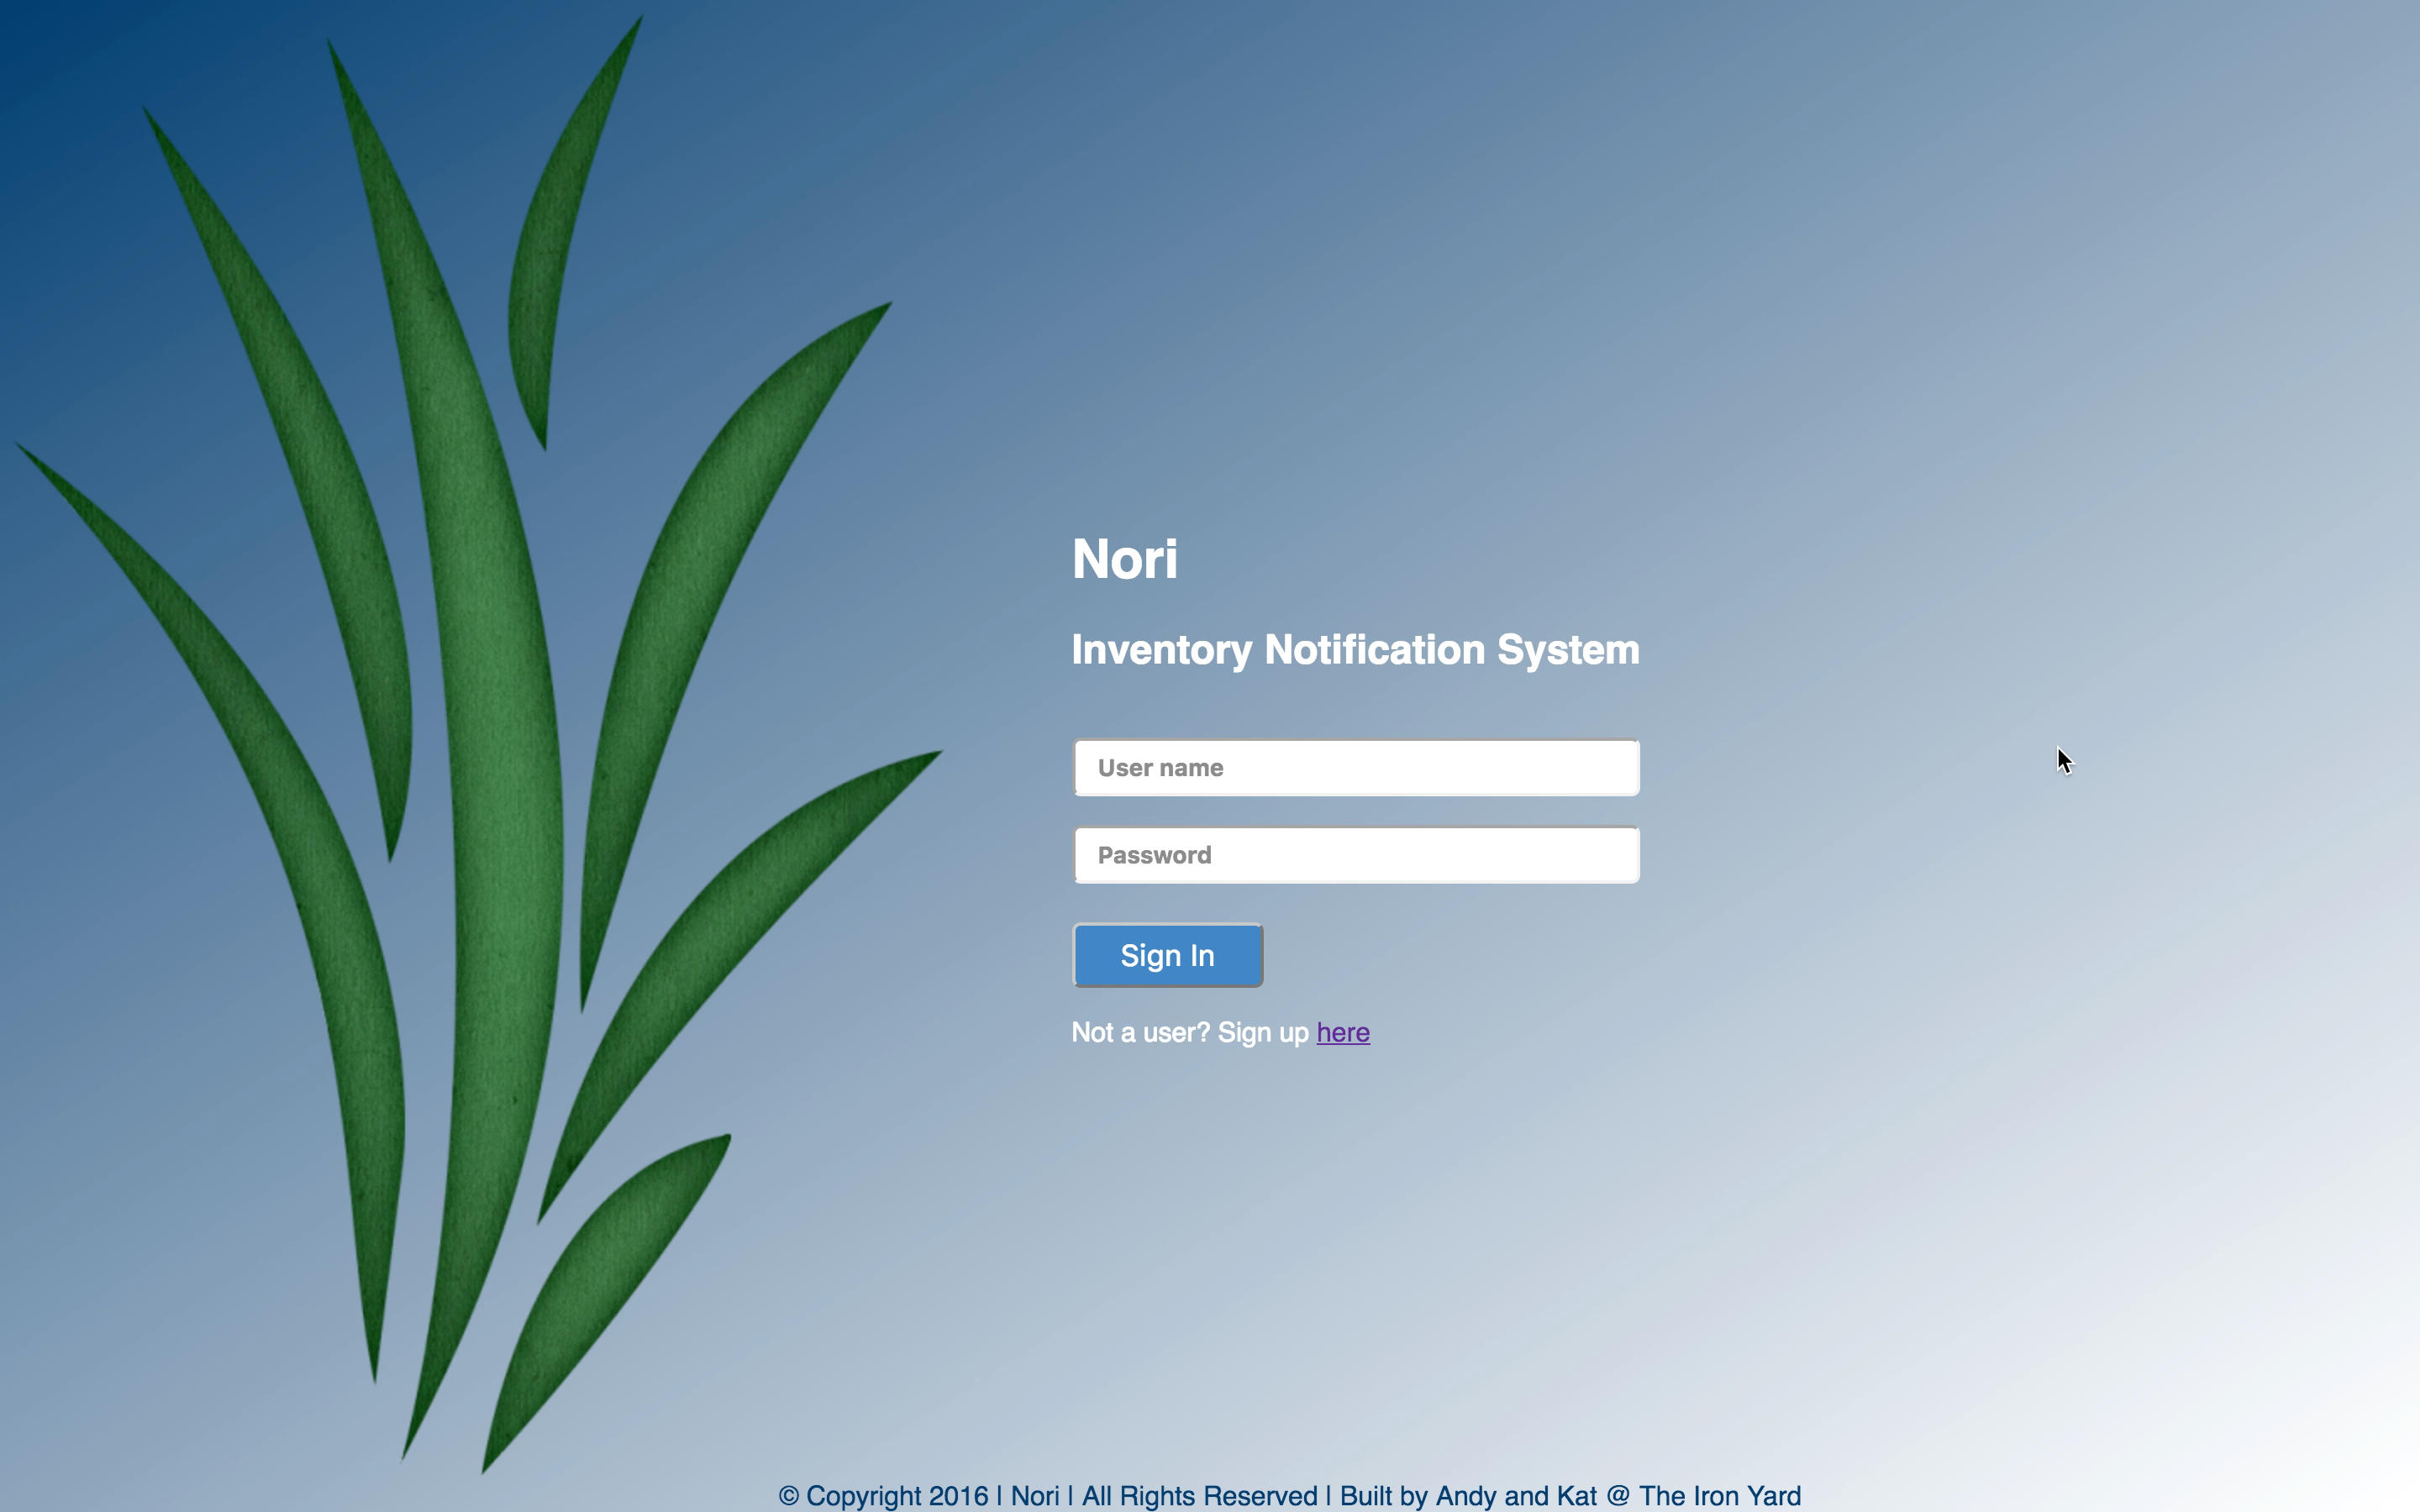 Nori
Inventory Notification System
User name
Password
Sign In
Not a user? Sign up here
© Copyright 2016 | Nori | All Rights Reserved | Built by Andy and Kat @ The Iron Yard